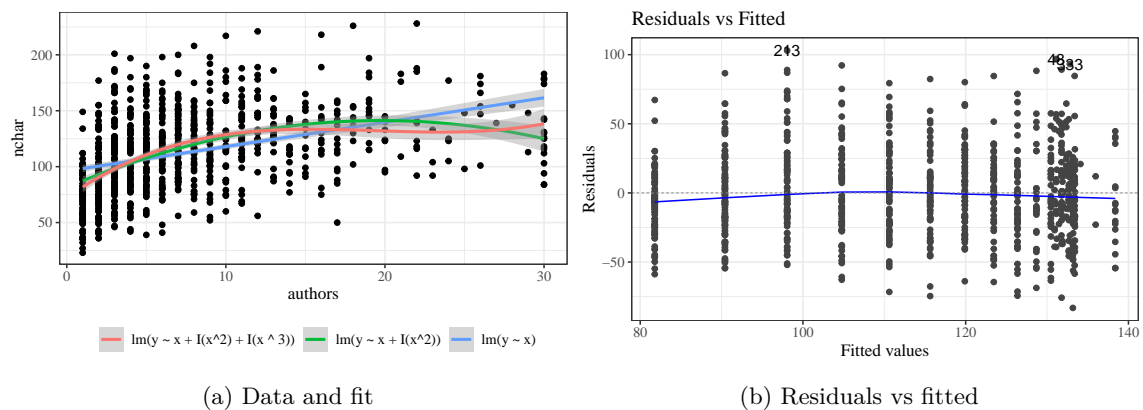 200
150
100
50
nchar
0
10
20
30
authors
lm(y ~ x + I(x^2) + I(x ^ 3)) lm(y ~ x + I(x^2)) lm(y ~ x)
(a) Data and fit
Residuals vs Fitted
213
100
50
0
−50
Residuals
80
100
120
140
Fitted values
(b) Residuals vs fitted